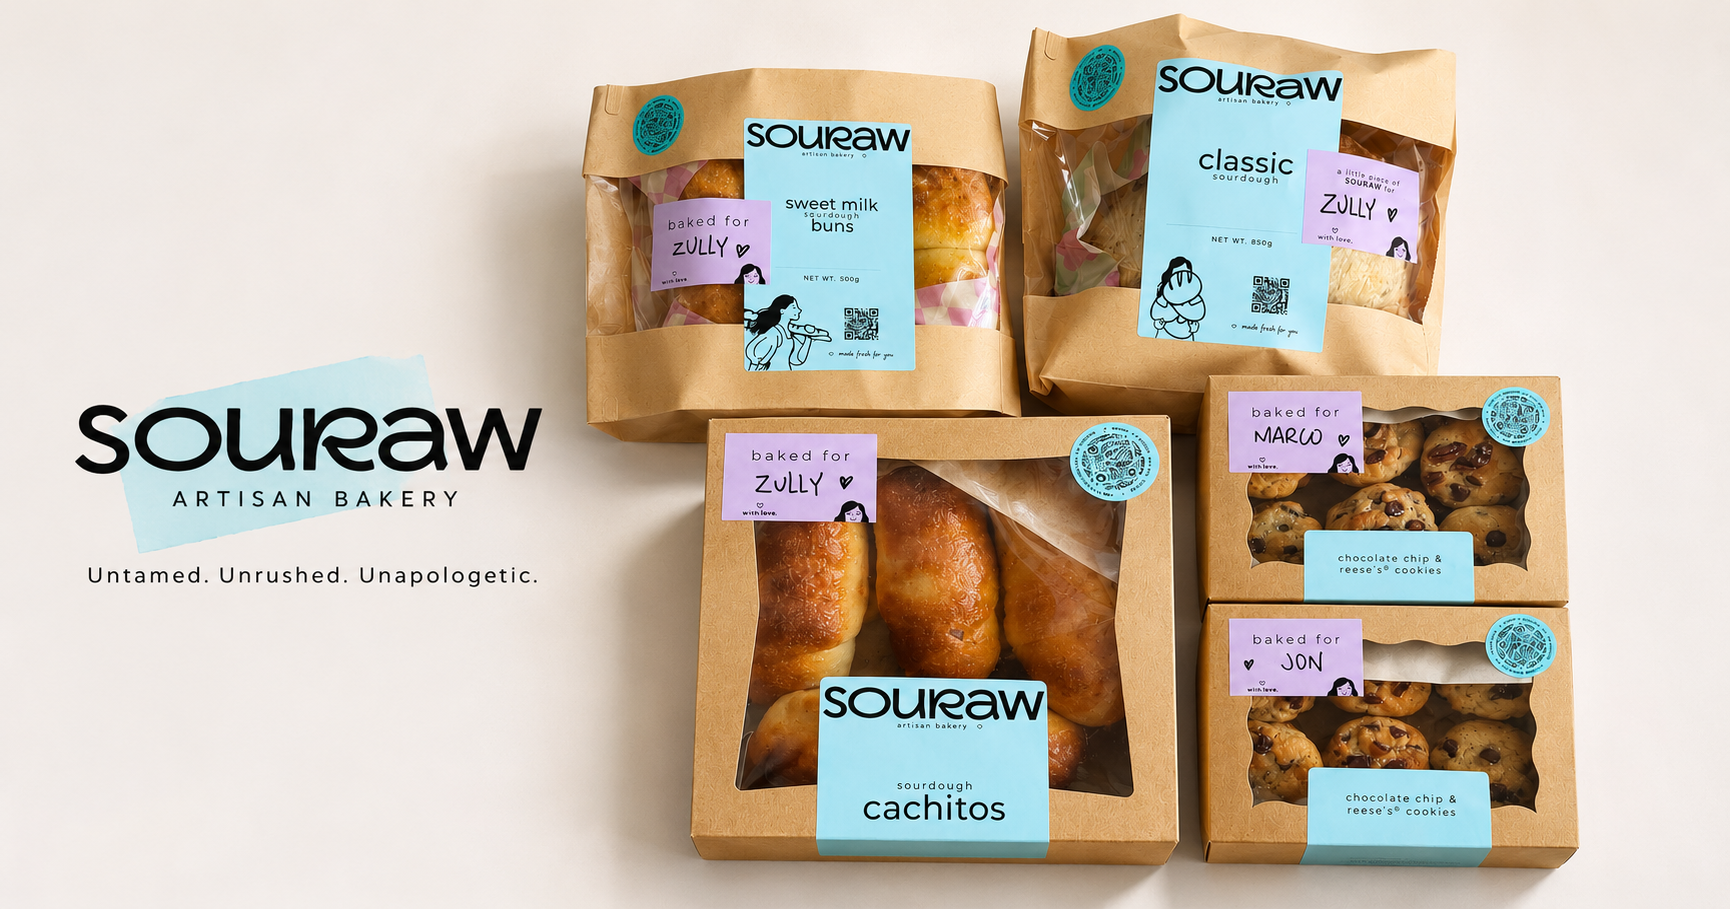 SOURAW
ARTISAN BAKERY
Untamed. Unrushed. Unapologetic.
SOURAW
artisan bakery
sweet milk
sourdough
buns
NET WT. 500g
made fresh for you
baked for
ZULLY
with love.
SOURAW
artisan bakery
classic
sourdough
NET WT. 850g
made fresh for you
a little piece of
SOURAW for
ZULLY
with love.
baked for
ZULLY
with love.
SOURAW
artisan bakery
sourdough
cachitos
baked for
MARCO
with love.
chocolate chip &
reese's® cookies
baked for
JON
with love.
chocolate chip &
reese's® cookies